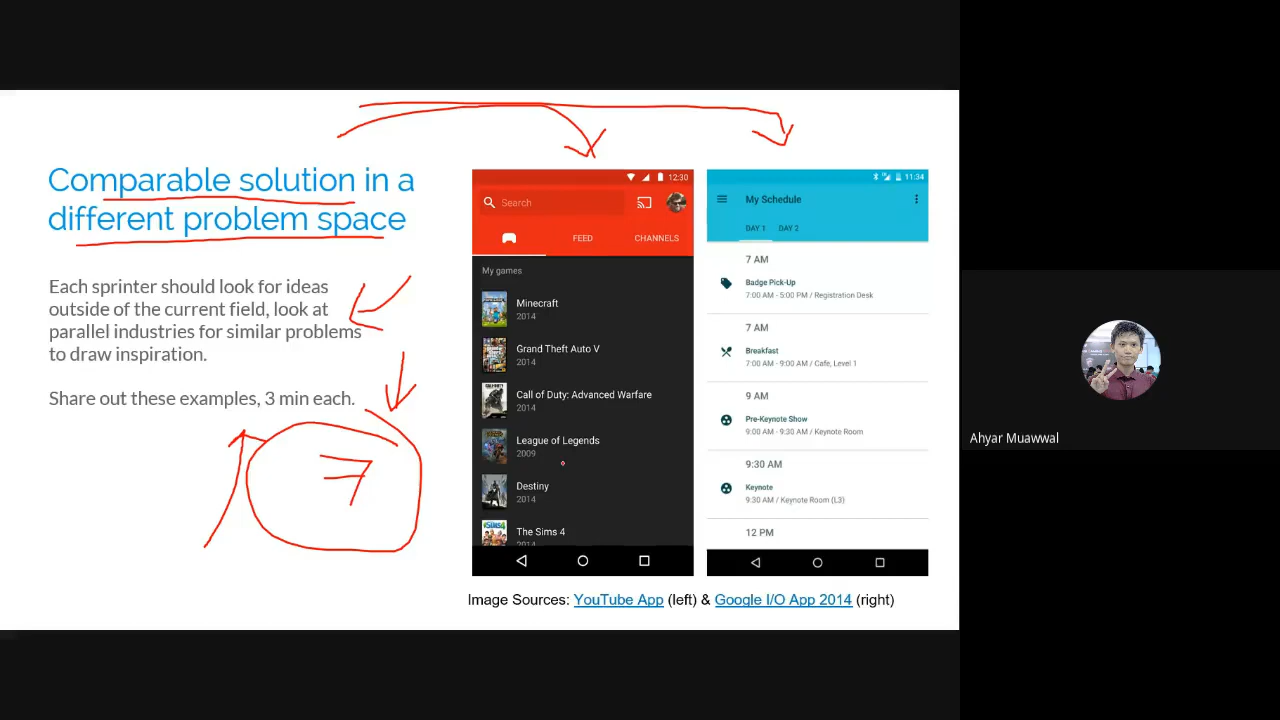 Comparable solution in a
different problem space
Each sprinter should look for ideas
outside of the current field, look at
parallel industries for similar problems
to draw inspiration.
Share out these examples, 3 min each.
7
12:30
Search
FEED
CHANNELS
My games
Minecraft
2014
Grand Theft Auto V
2014
Call of Duty: Advanced Warfare
2014
League of Legends
2009
Destiny
2014
The Sims 4
2014
11:34
My Schedule
DAY 1 DAY 2
7 AM
Badge Pick-Up
7:00 AM - 5:00 PM / Registration Desk
7 AM
Breakfast
7:00 AM - 9:00 AM / Cafe, Level 1
9 AM
Pre-Keynote Show
9:00 AM - 9:30 AM / Keynote Room
9:30 AM
Keynote
9:30 AM / Keynote Room (L3)
12 PM
Image Sources: YouTube App (left) & Google I/O App 2014 (right)
Ahyar Muawwal